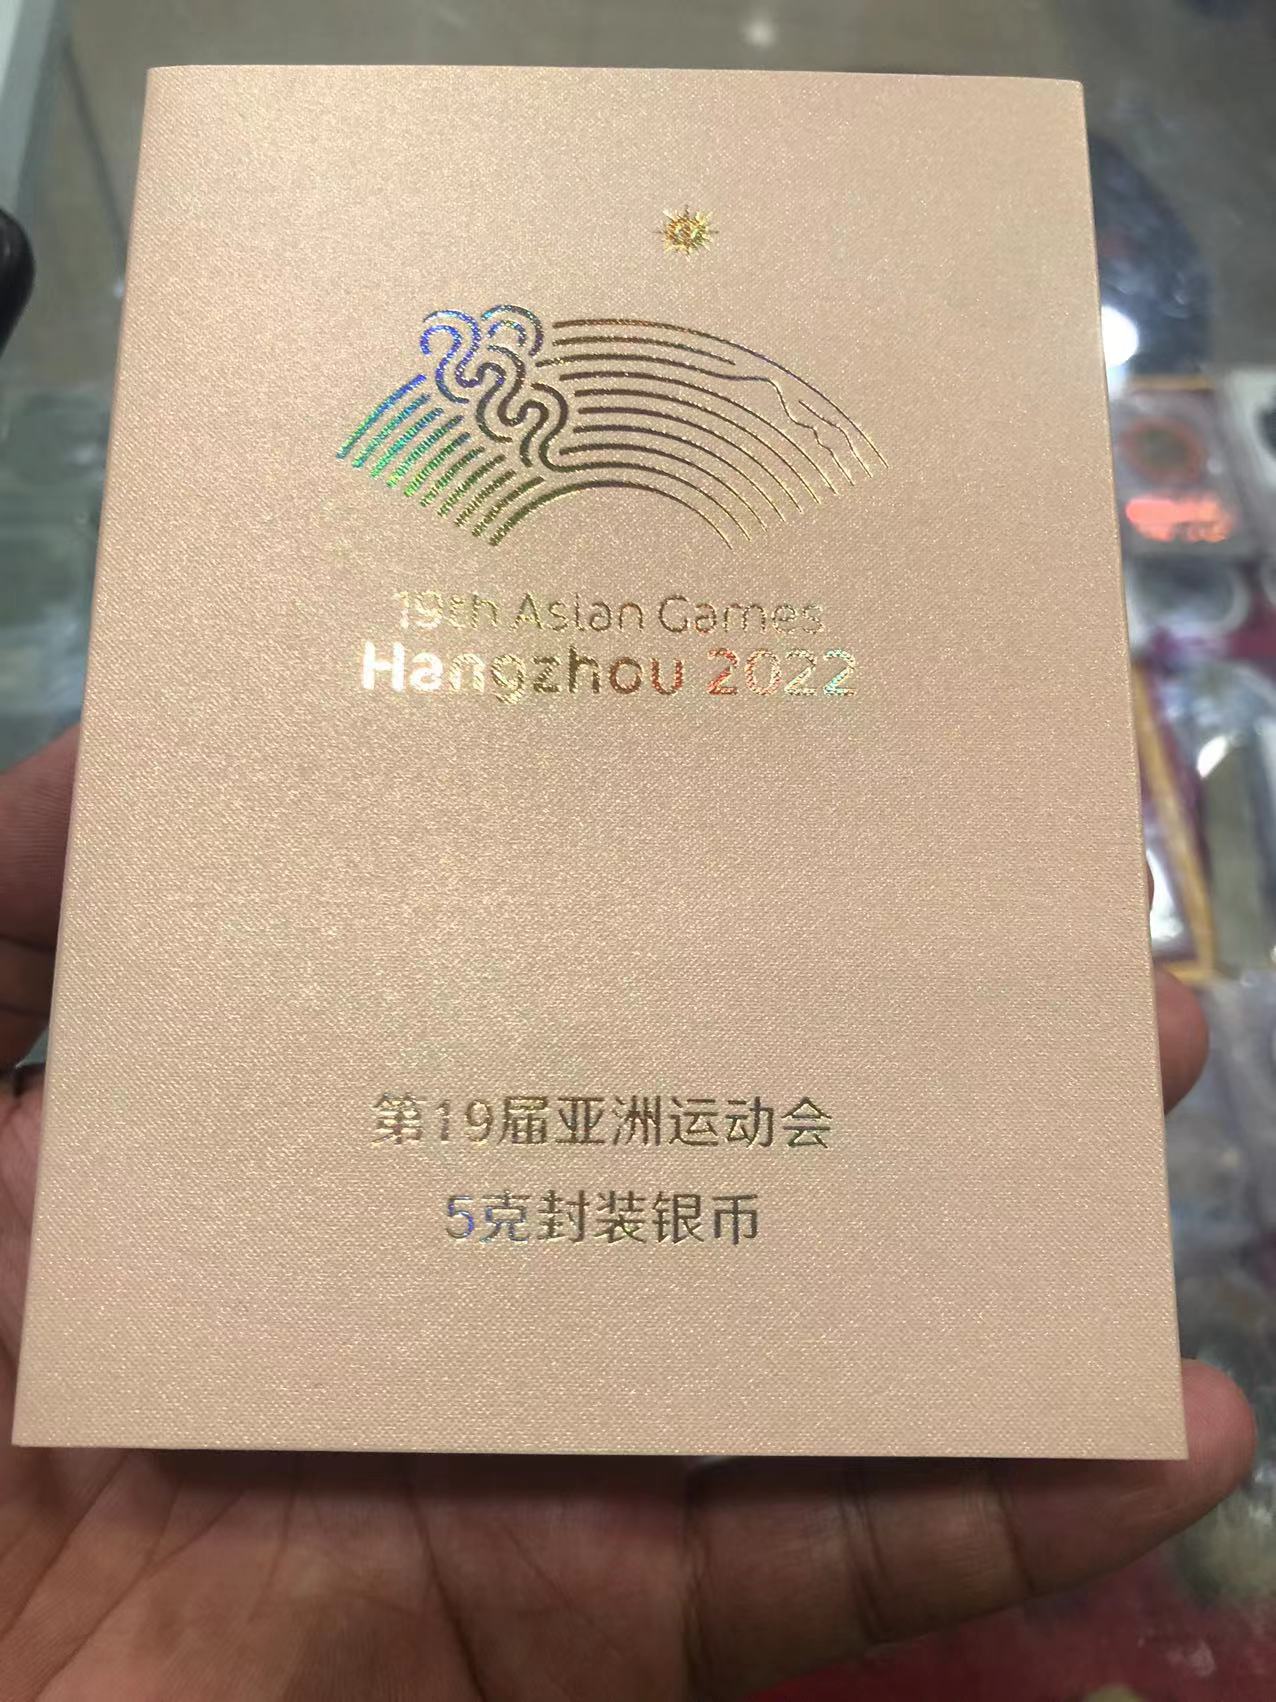 19th Asian Games
Hangzhou 2022
第19届亚洲运动会
5克封装银币